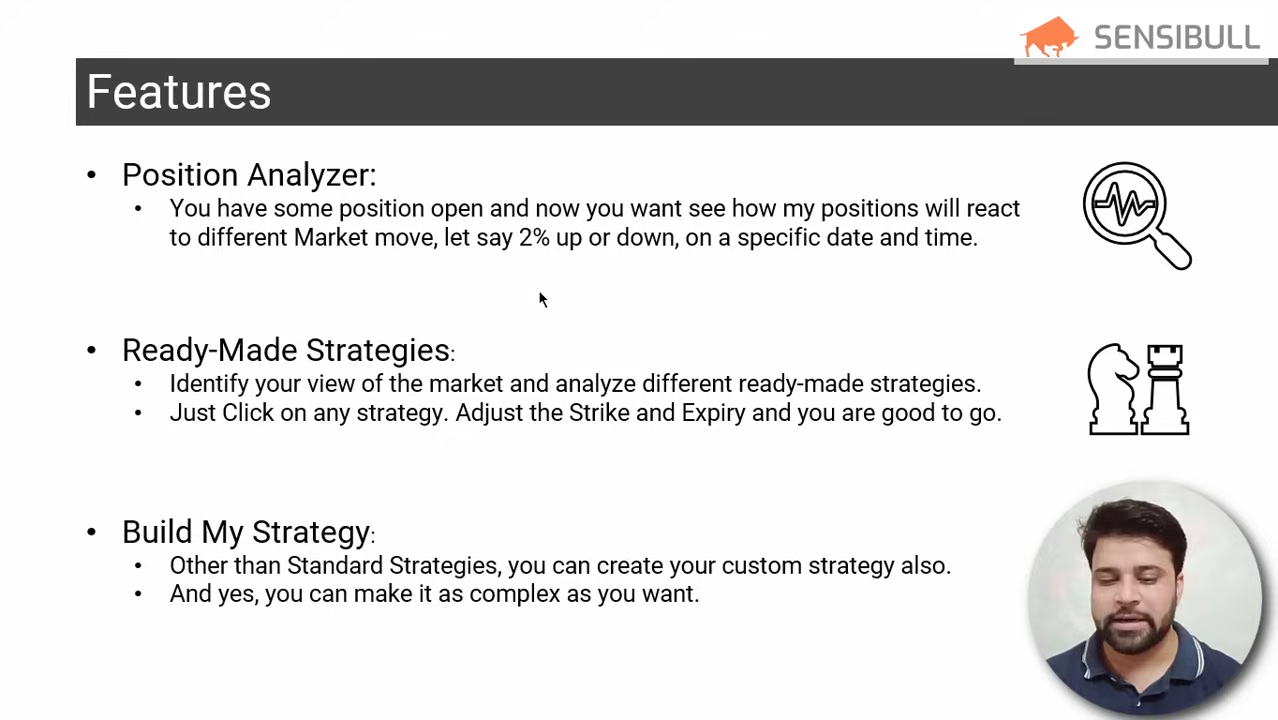 SENSIBULL
Features
• Position Analyzer:
• You have some position open and now you want see how my positions will react
to different Market move, let say 2% up or down, on a specific date and time.
• Ready-Made Strategies:
• Identify your view of the market and analyze different ready-made strategies.
• Just Click on any strategy. Adjust the Strike and Expiry and you are good to go.
• Build My Strategy:
• Other than Standard Strategies, you can create your custom strategy also.
• And yes, you can make it as complex as you want.